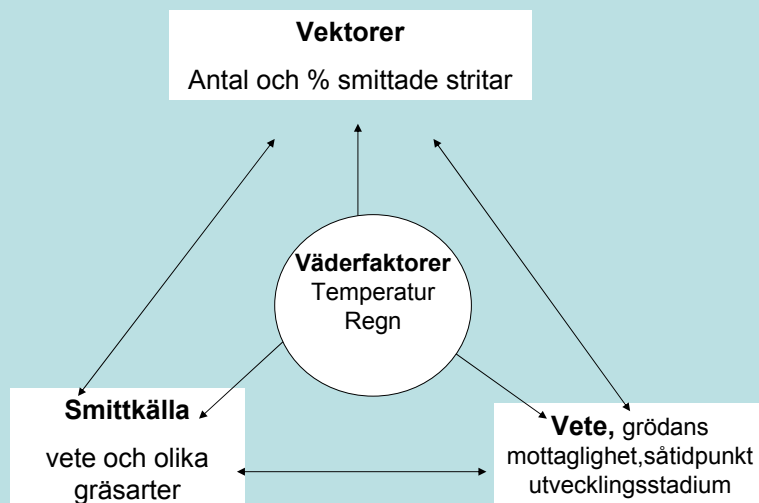 Vektorer
Antal och % smittade stritar
Väderfaktorer
Temperatur
Regn
Smittkälla
vete och olika
gräsarter
Vete, grödans
mottaglighet,såtidpunkt
utvecklingsstadium